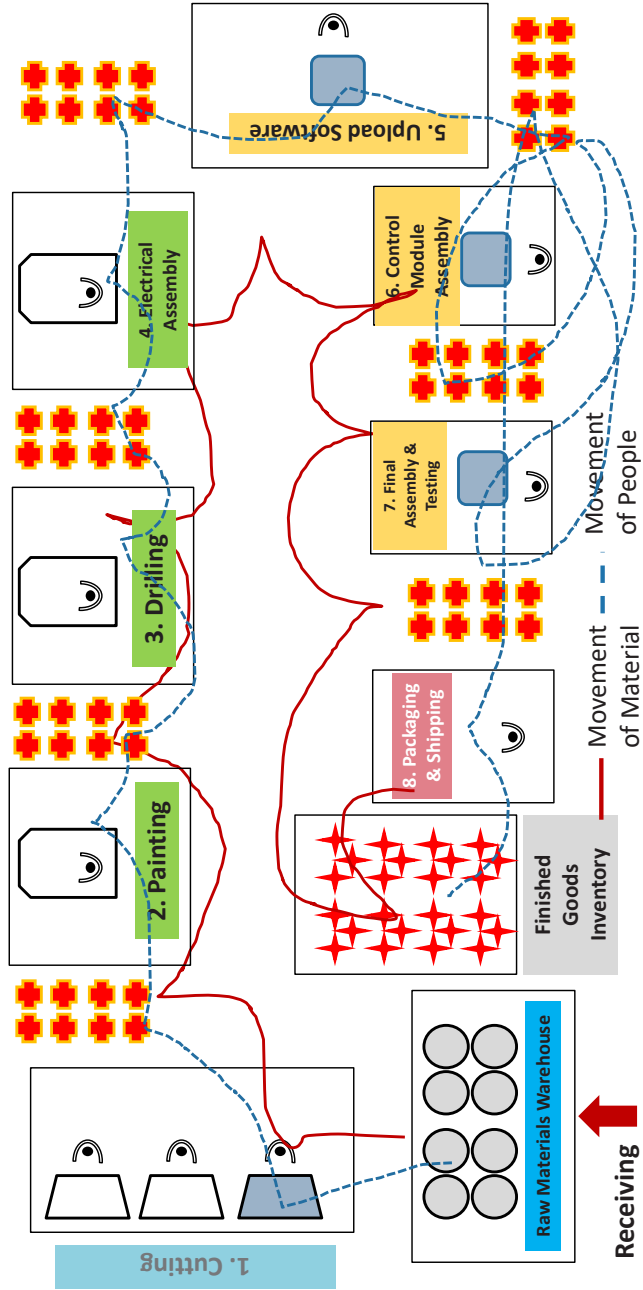 1. Cutting
2. Painting
3. Drilling
4. Electrical
Assembly
5. Upload Software
6. Control
Module
Assembly
7. Final
Assembly &
Testing
8. Packaging
& Shipping
Finished
Goods
Inventory
Raw Materials Warehouse
Receiving
Movement
of Material
Movement
of People